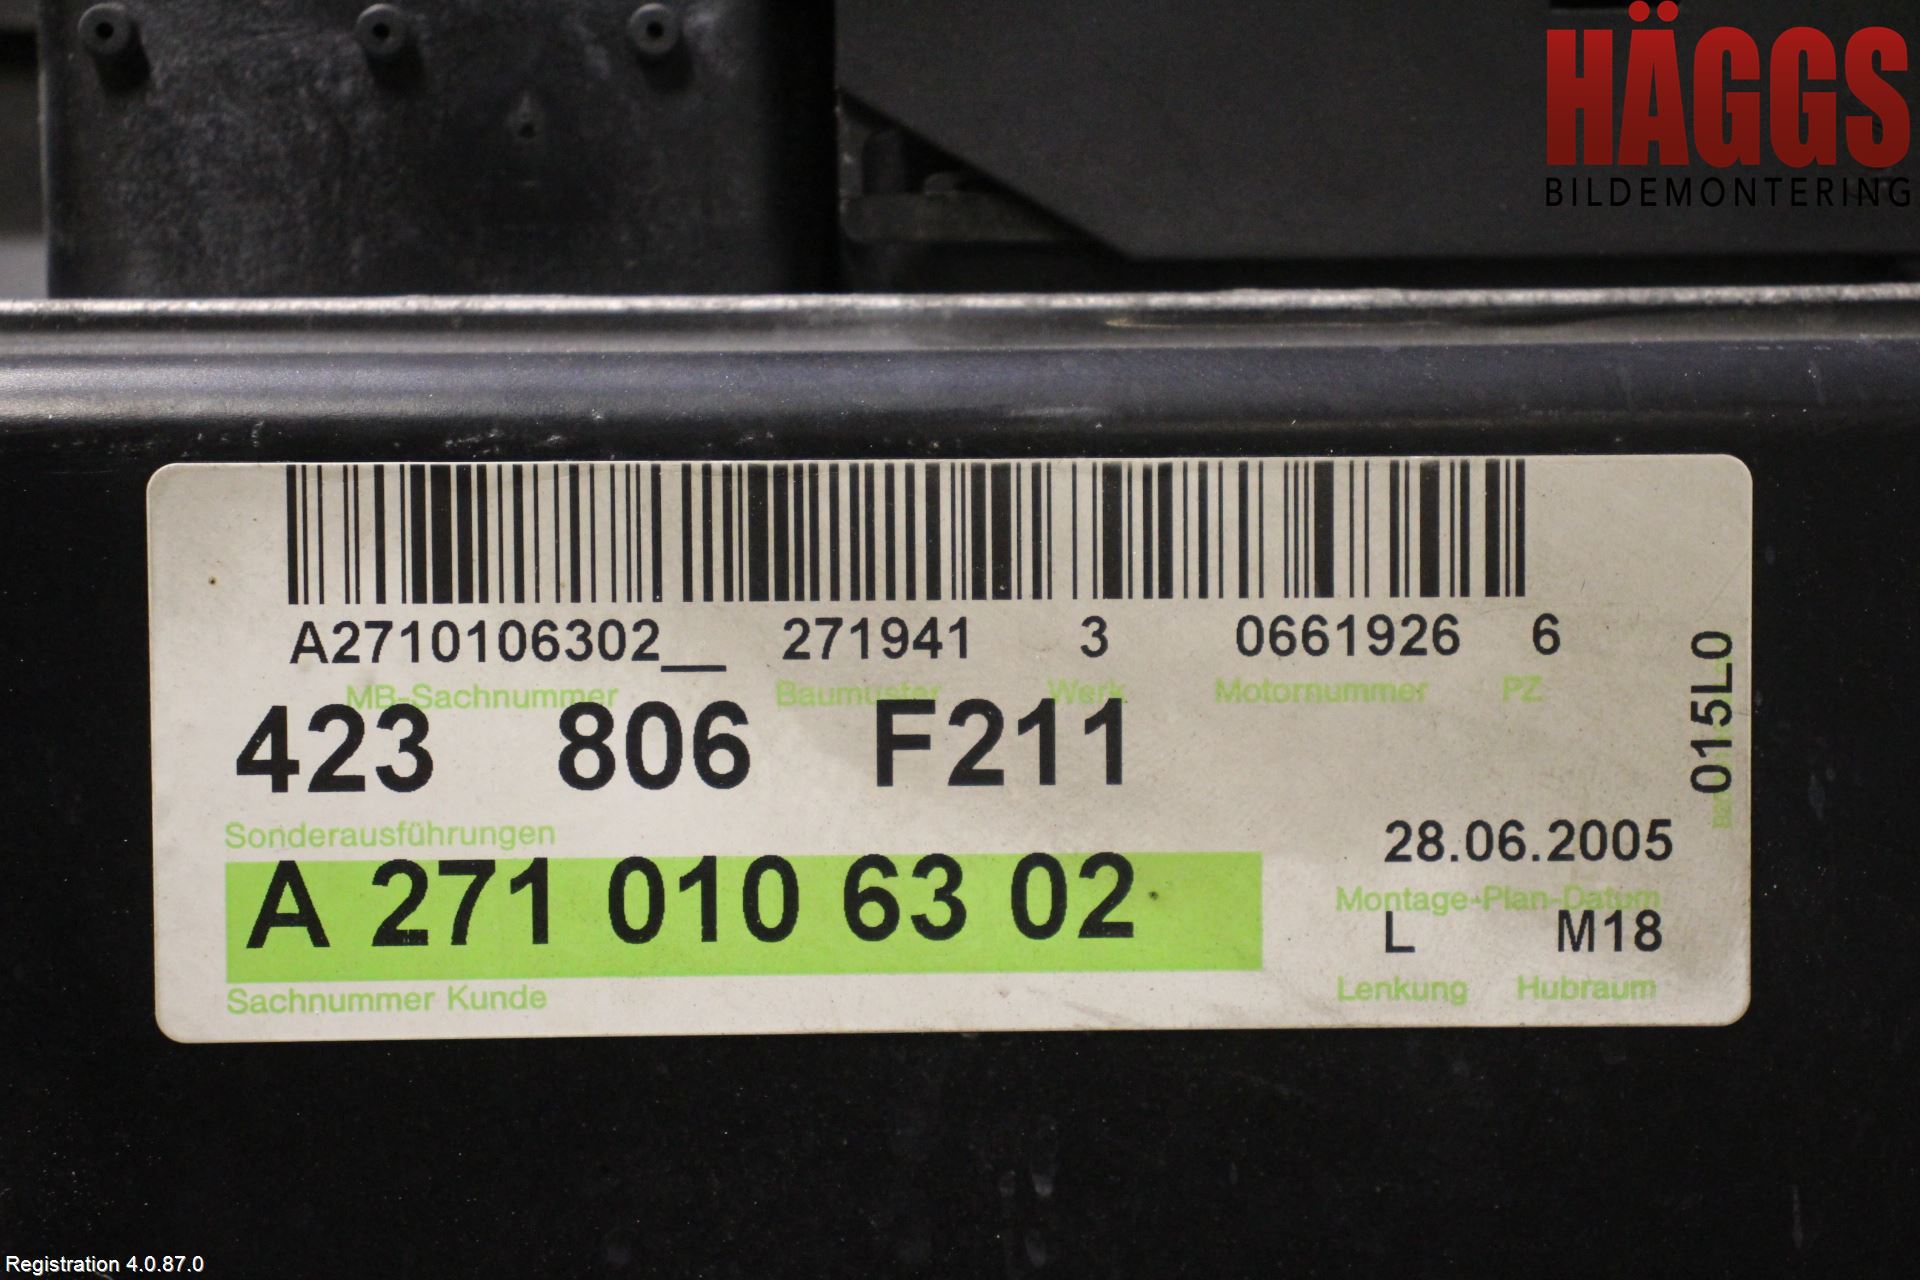 HÄGGS
BILDEMONTERING
A2710106302__ 271941 3 0661926 6
MB-Sachnummer Baumuster Werk Motornummer PZ
423 806 F211
015L0
Sonderausführungen
28.06.2005
A 271 010 63 02
Montage-Plan-Datum
L M18
Sachnummer Kunde
Lenkung Hubraum
Registration 4.0.87.0